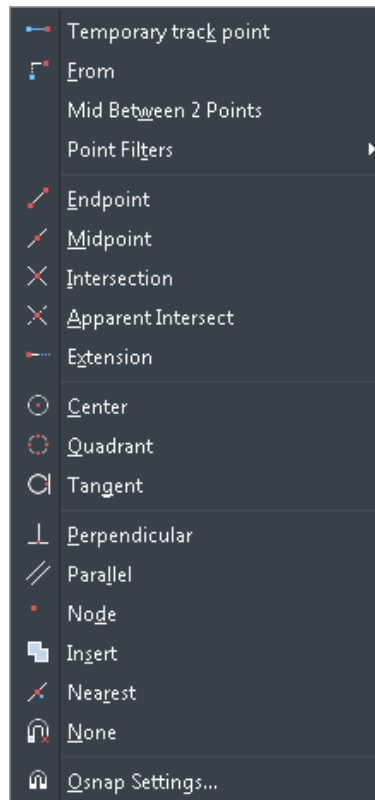 Temporary track point
From
Mid Between 2 Points
Point Filters
Endpoint
Midpoint
Intersection
Apparent Intersect
Extension
Center
Quadrant
Tangent
Perpendicular
Parallel
Node
Insert
Nearest
None
Osnap Settings...